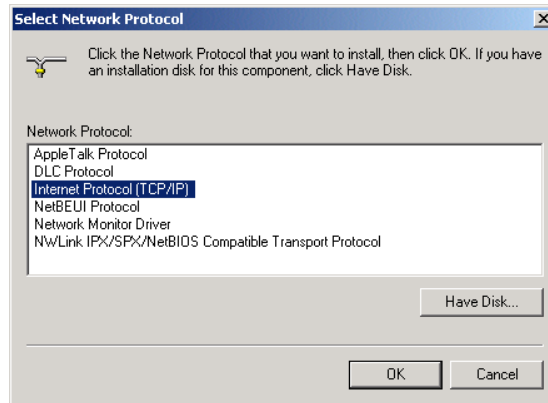 Select Network Protocol
Click the Network Protocol that you want to install, then click OK. If you have
an installation disk for this component, click Have Disk.
Network Protocol:
AppleTalk Protocol
DLC Protocol
Internet Protocol (TCP/IP)
NetBEUI Protocol
Network Monitor Driver
NWLink IPX/SPX/NetBIOS Compatible Transport Protocol
Have Disk...
OK
Cancel